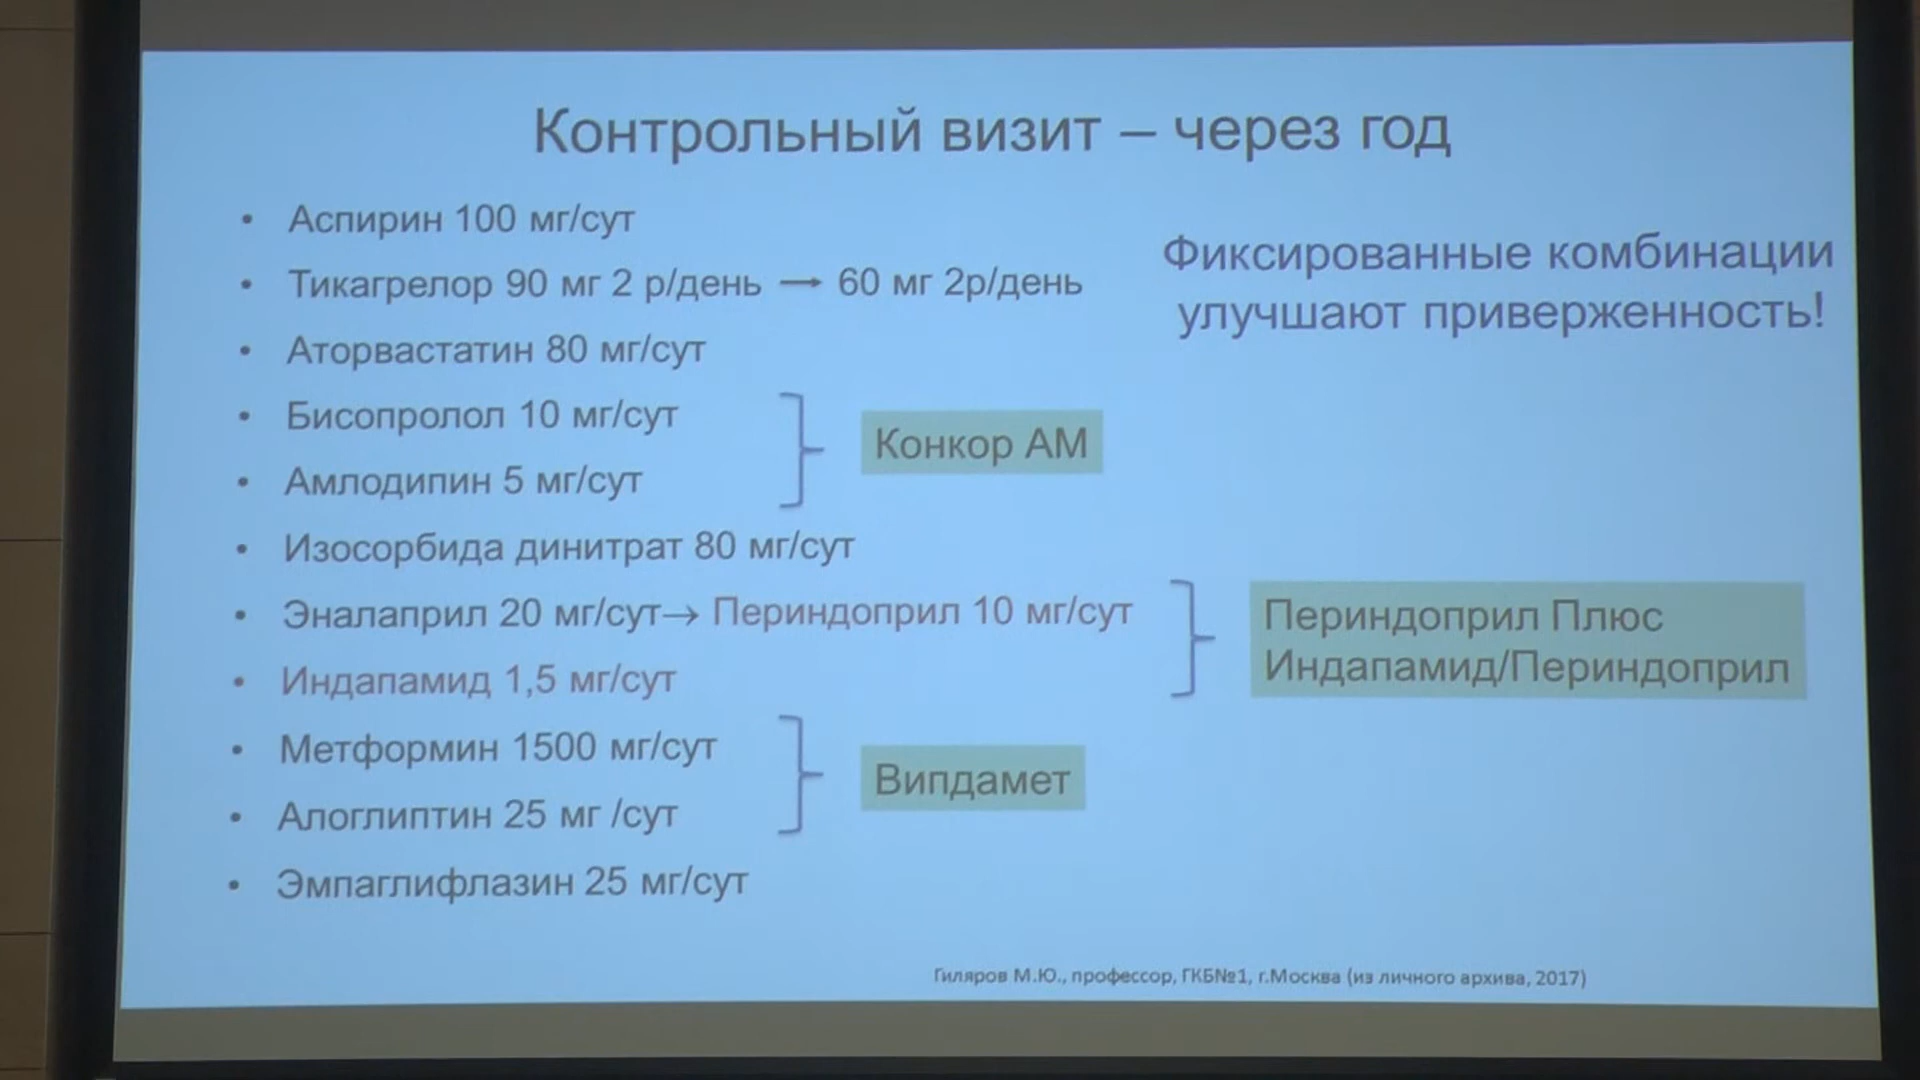 Контрольный визит – через год
• Аспирин 100 мг/сут
• Тикагрелор 90 мг 2 р/день → 60 мг 2р/день
Фиксированные комбинации
улучшают приверженность!
• Аторвастатин 80 мг/сут
• Бисопролол 10 мг/сут
• Амлодипин 5 мг/сут
Конкор АМ
• Изосорбида динитрат 80 мг/сут
• Эналаприл 20 мг/сут→ Периндоприл 10 мг/сут
• Индапамид 1,5 мг/сут
Периндоприл Плюс
Индапамид/Периндоприл
• Метформин 1500 мг/сут
• Алоглиптин 25 мг /сут
Випдамет
• Эмпаглифлазин 25 мг/сут
Гиляров М.Ю., профессор, ГКБ№1, г.Москва (из личного архива, 2017)